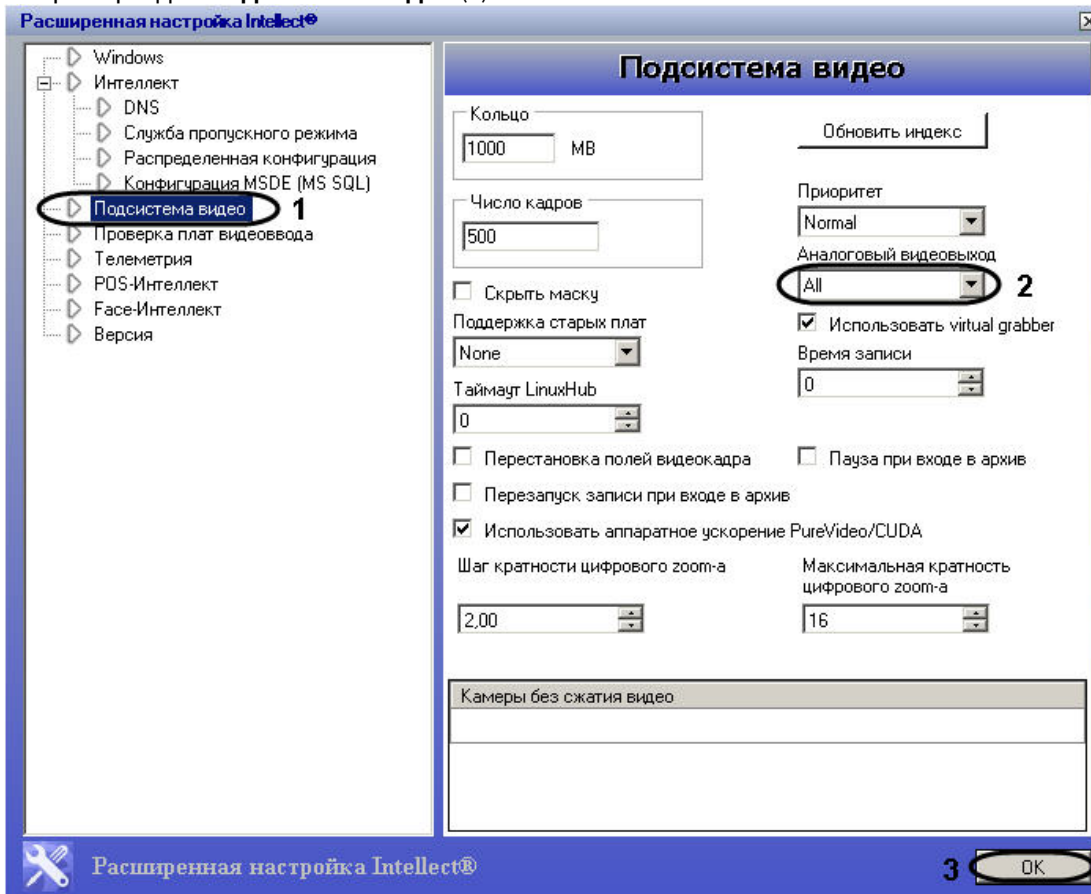 Расширенная настройка Intellect®
Windows
Интеллект
DNS
Служба пропускного режима
Распределенная конфигурация
Конфигурация MSDE (MS SQL)
Подсистема видео 1
Проверка плат видеоввода
Телеметрия
POS-Интеллект
Face-Интеллект
Версия
Подсистема видео
Кольцо
1000 MB
Обновить индекс
Число кадров
500
Приоритет
Normal
Аналоговый видеовыход
All 2
Скрыть маску
Использовать virtual grabber
Поддержка старых плат
None
Время записи
0
Таймаут LinuxHub
0
Перестановка полей видеокадра
Пауза при входе в архив
Перезапуск записи при входе в архив
Использовать аппаратное ускорение PureVideo/CUDA
Шаг кратности цифрового zoom-а
2,00
Максимальная кратность
цифрового zoom-а
16
Камеры без сжатия видео
Расширенная настройка Intellect®
3 OK